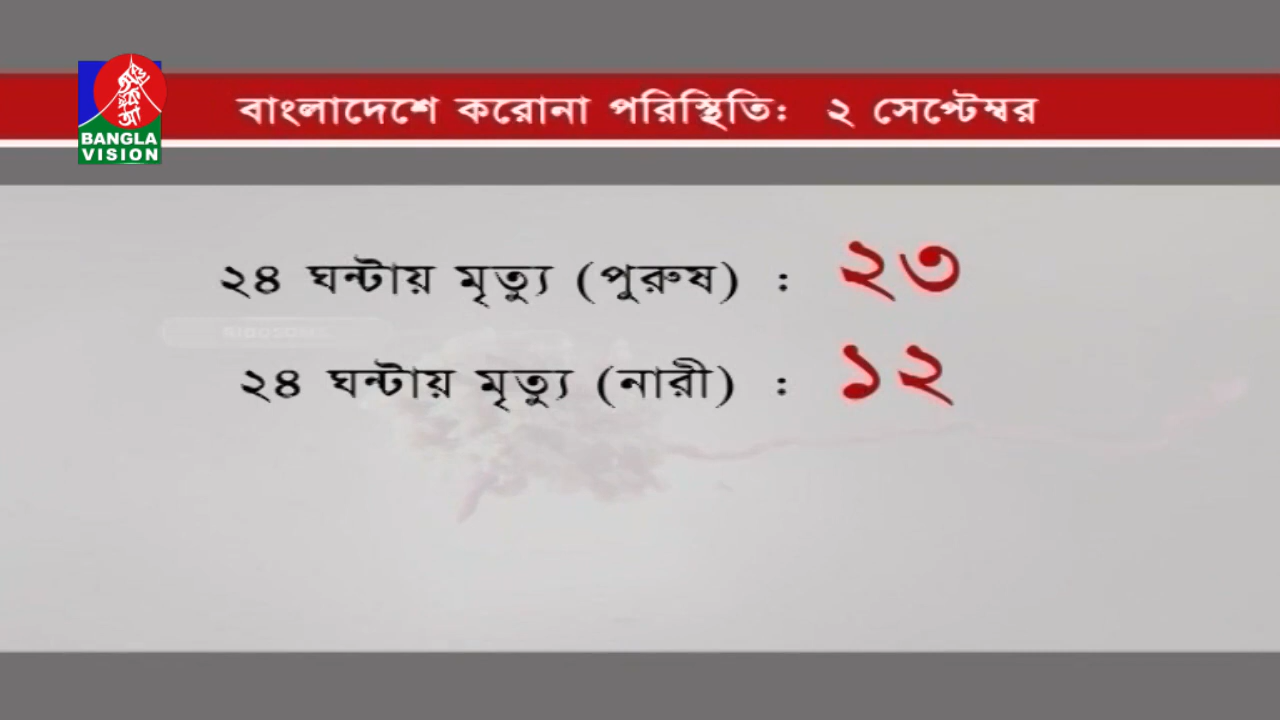 বাংলাদেশে করোনা পরিস্থিতি: ২ সেপ্টেম্বর
BANGLA
VISION
২৪ ঘন্টায় মৃত্যু (পুরুষ) : ২৩
২৪ ঘন্টায় মৃত্যু (নারী) : ১২